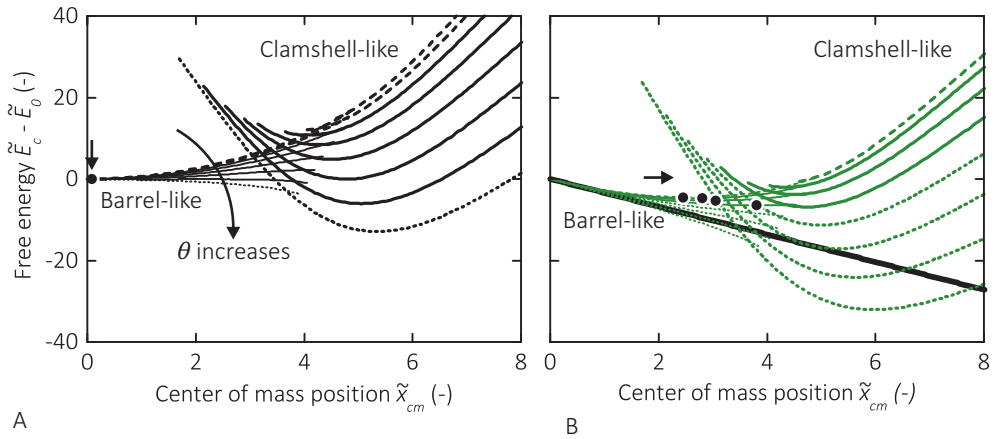 Free energy Ẽc - Ẽ0 (-)
40
20
0
-20
-40
Clamshell-like
Barrel-like
θ increases
0
2
4
6
8
Center of mass position x̃cm (-)
A
Clamshell-like
Barrel-like
0
2
4
6
8
Center of mass position x̃cm (-)
B